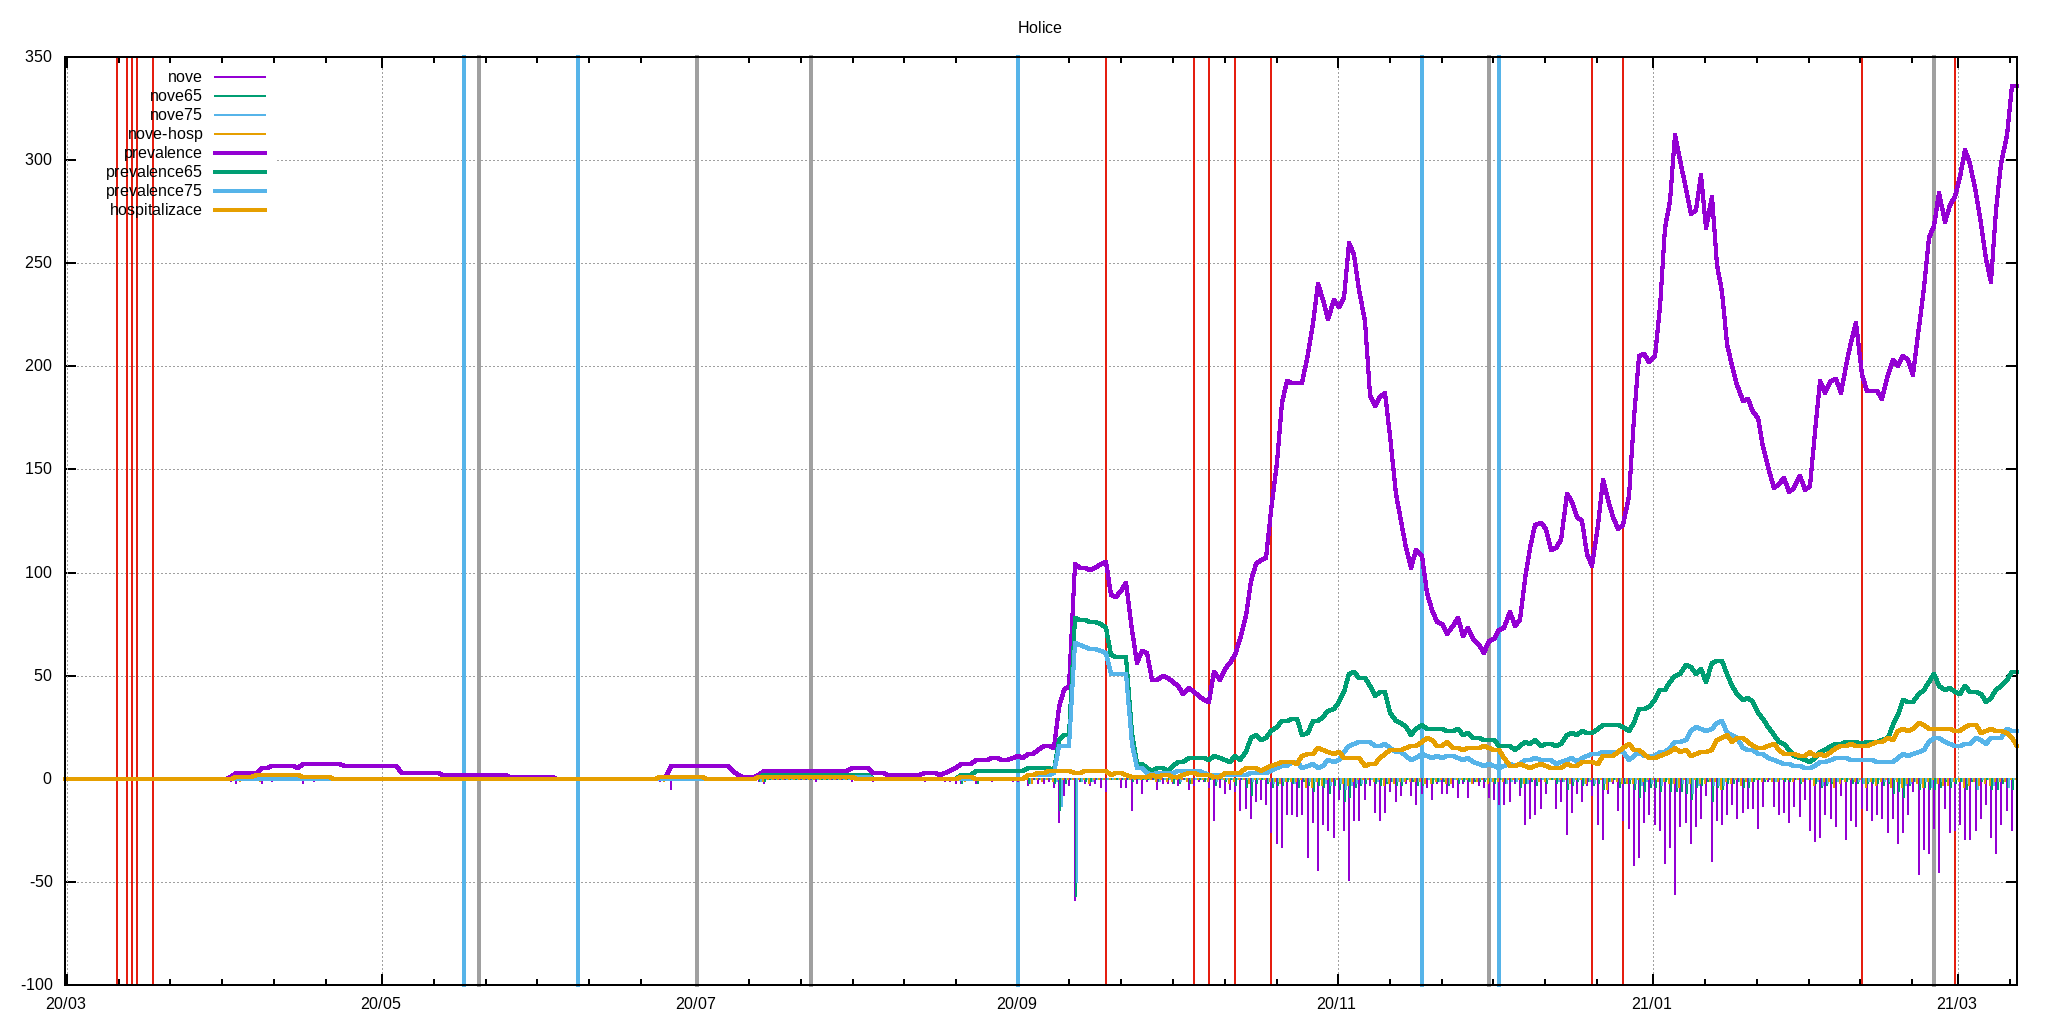 Holice
350
300
250
200
150
100
50
0
-50
-100
nove
nove65
nove75
nove-hosp
prevalence
prevalence65
prevalence75
hospitalizace
20/03 20/05 20/07 20/09 20/11 21/01 21/03